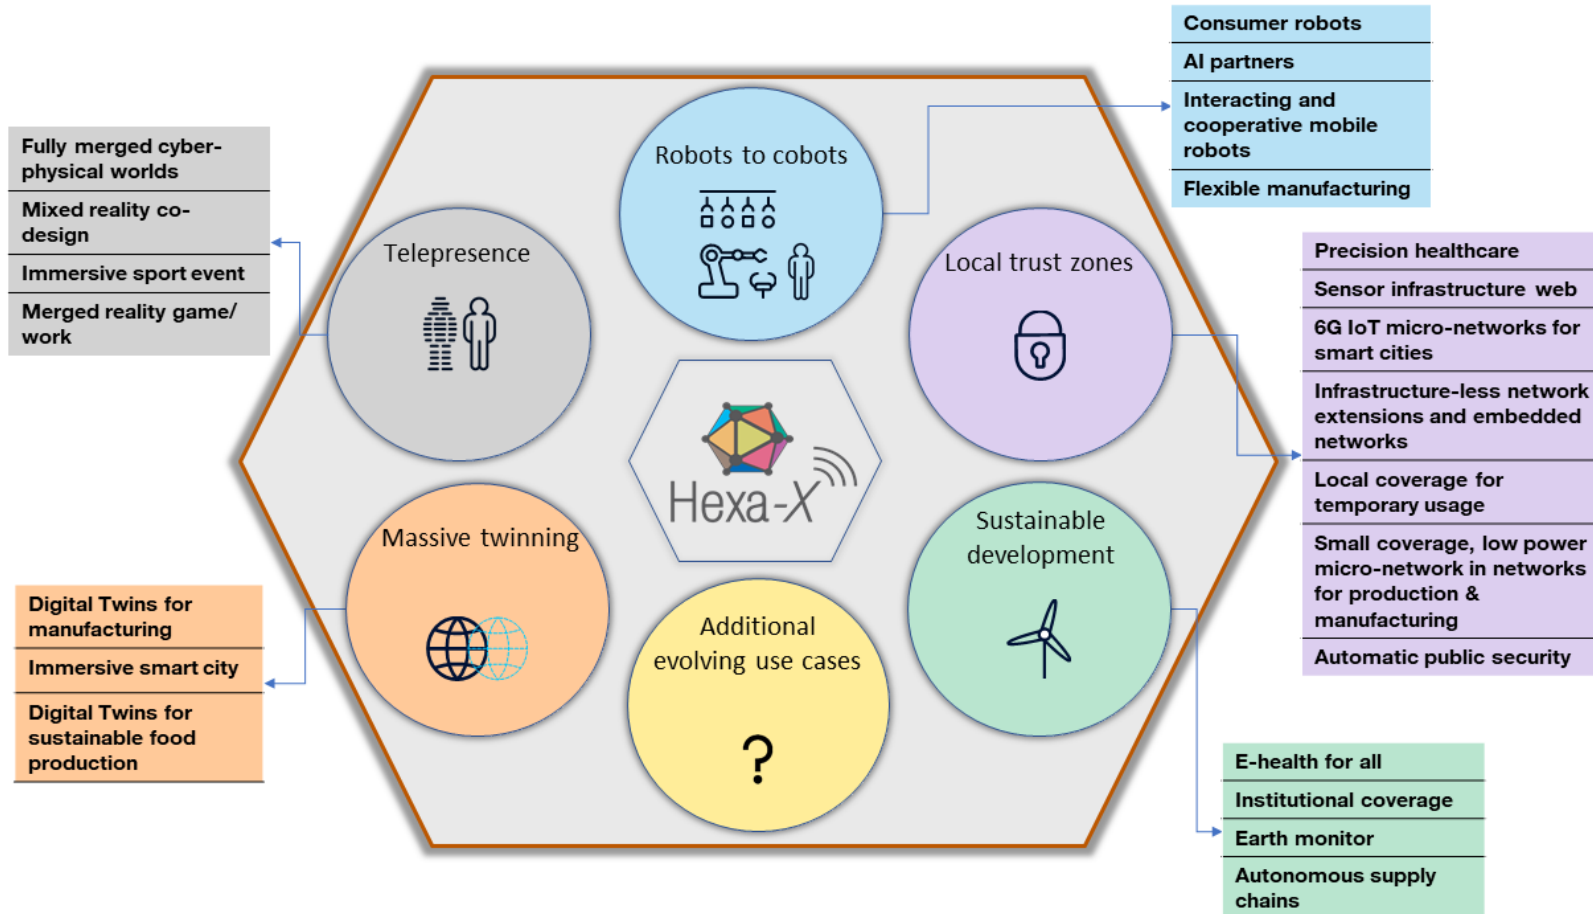 Consumer robots
AI partners
Interacting and
cooperative mobile
robots
Flexible manufacturing
Robots to cobots
Fully merged cyber-
physical worlds
Mixed reality co-
design
Immersive sport event
Merged reality game/
work
Telepresence
Local trust zones
Precision healthcare
Sensor infrastructure web
6G IoT micro-networks for
smart cities
Infrastructure-less network
extensions and embedded
networks
Local coverage for
temporary usage
Small coverage, low power
micro-network in networks
for production &
manufacturing
Automatic public security
Hexa-X
Massive twinning
Digital Twins for
manufacturing
Immersive smart city
Digital Twins for
sustainable food
production
Additional
evolving use cases
?
Sustainable
development
E-health for all
Institutional coverage
Earth monitor
Autonomous supply
chains